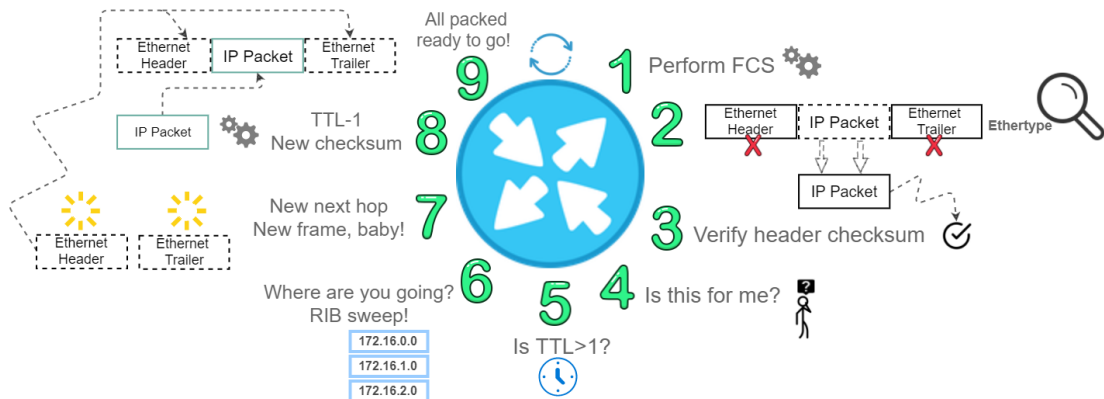 1
Perform FCS
2
Ethernet
Header
IP Packet
Ethernet
Trailer
Ethertype
X
X
IP Packet
3
Verify header checksum
4
Is this for me?
?
5
Is TTL>1?
6
Where are you going?
RIB sweep!
172.16.0.0
172.16.1.0
172.16.2.0
7
New next hop
New frame, baby!
Ethernet
Header
Ethernet
Trailer
8
TTL-1
New checksum
IP Packet
9
All packed
ready to go!
Ethernet
Header
IP Packet
Ethernet
Trailer